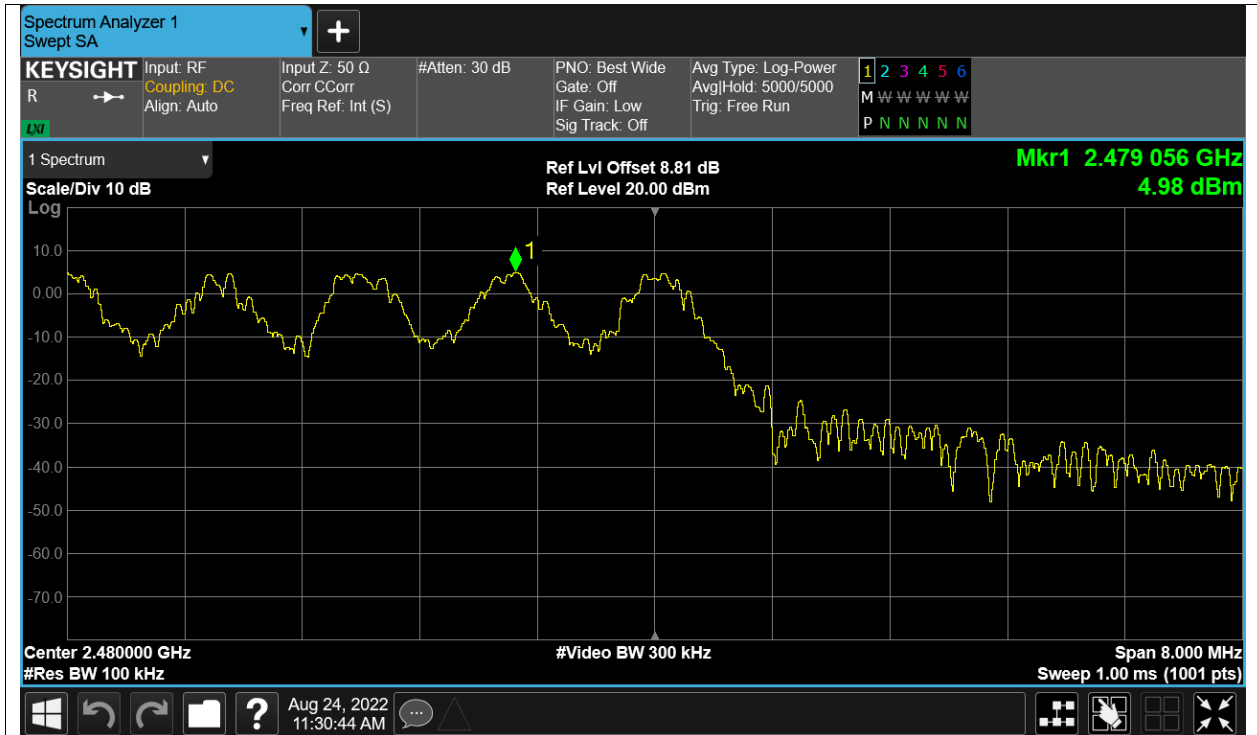 Spectrum Analyzer 1
Swept SA
▼
+
KEYSIGHT
R
LXI
Input: RF
Coupling: DC
Align: Auto
Input Z: 50 Ω
Corr CCorr
Freq Ref: Int (S)
#Atten: 30 dB
PNO: Best Wide
Gate: Off
IF Gain: Low
Sig Track: Off
Avg Type: Log-Power
Avg|Hold: 5000/5000
Trig: Free Run
1 2 3 4 5 6
M W W W W W
P N N N N N
1 Spectrum ▼
Scale/Div 10 dB
Log
Ref Lvl Offset 8.81 dB
Ref Level 20.00 dBm
Mkr1 2.479 056 GHz
4.98 dBm
1
10.0
0.00
-10.0
-20.0
-30.0
-40.0
-50.0
-60.0
-70.0
Center 2.480000 GHz
#Res BW 100 kHz
#Video BW 300 kHz
Span 8.000 MHz
Sweep 1.00 ms (1001 pts)
?
Aug 24, 2022
11:30:44 AM